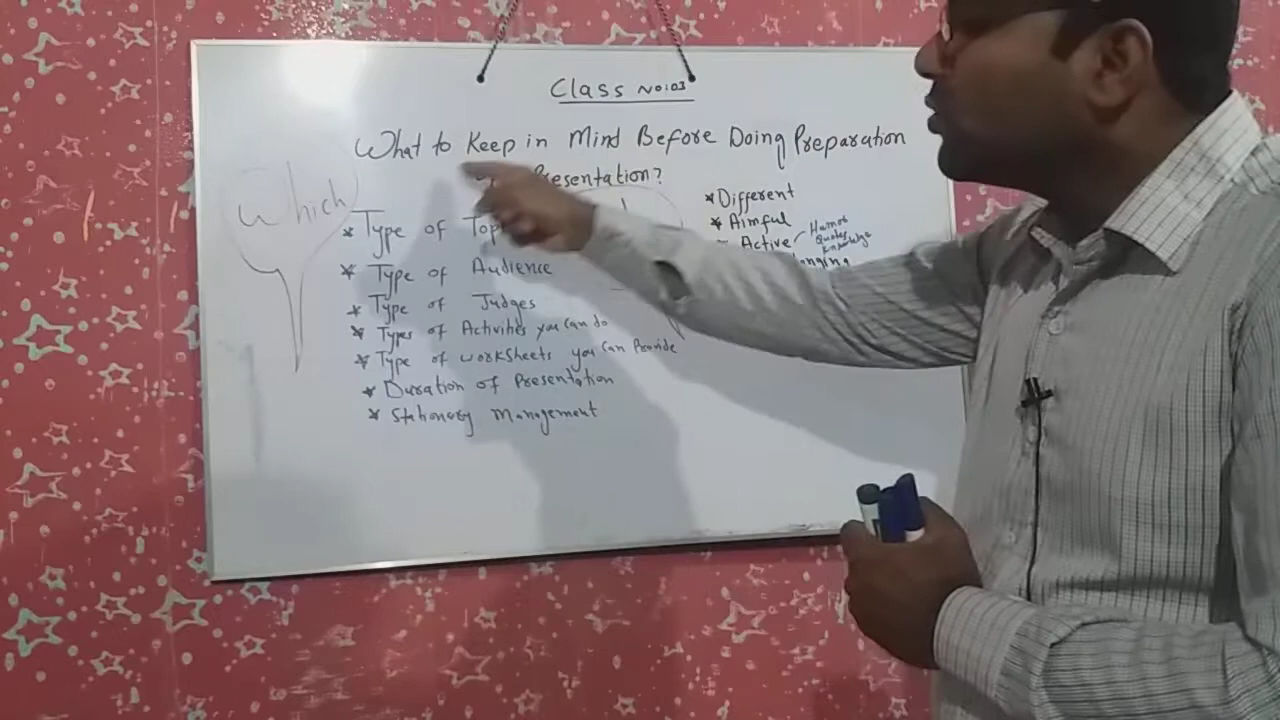 Class No:03
What to Keep in Mind Before Doing Preparation
Presentation?
Which
* Type of Top
* Type of Audience
* Type of Judges
* Types of Activities you can do
* Type of worksheets you can Provide
* Duration of Presentation
* Stationary Management
* Different
* Aimful
Active
Humor
Quotes
Knowledge